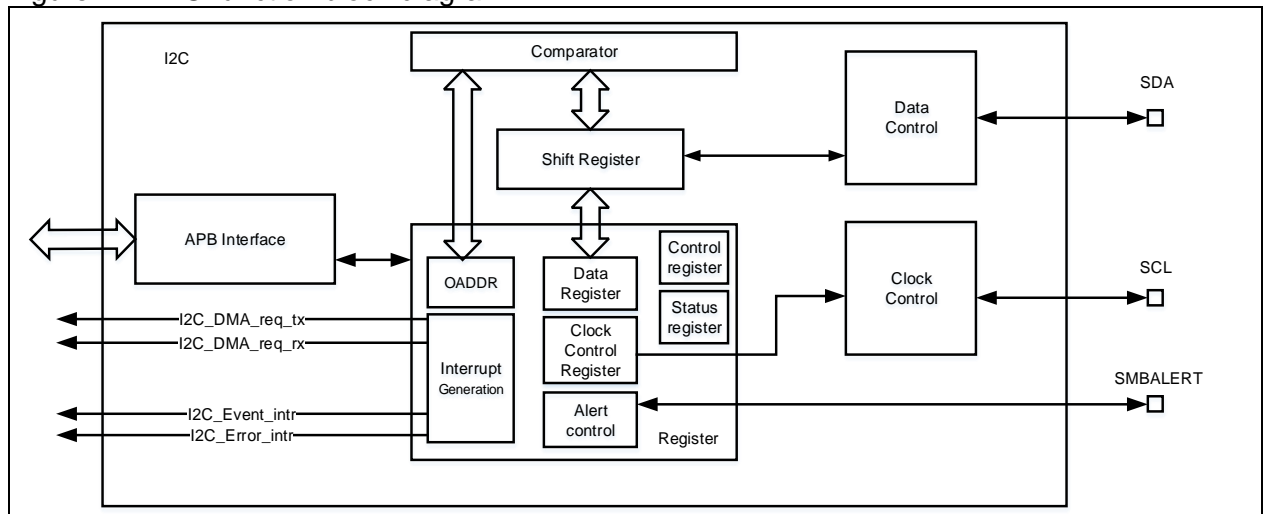 I2C
Comparator
Data
Control
SDA
Shift Register
APB Interface
Control
register
OADDR
Data
Register
Status
register
Clock
Control
SCL
I2C_DMA_req_tx
I2C_DMA_req_rx
Clock
Control
Register
Interrupt
Generation
SMBALERT
I2C_Event_intr
I2C_Error_intr
Alert
control
Register